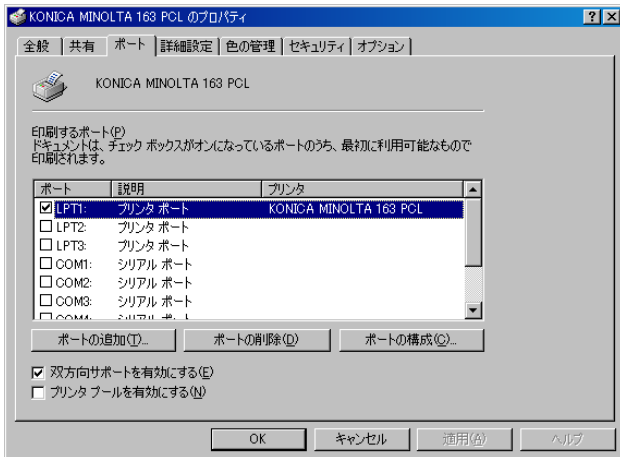 KONICA MINOLTA 163 PCL のプロパティ
全般 共有 ポート 詳細設定 色の管理 セキュリティ オプション
KONICA MINOLTA 163 PCL
印刷するポート(P)
ドキュメントは、チェック ボックスがオンになっているポートのうち、最初に利用可能なもので
印刷されます。
ポート 説明 プリンタ
LPT1: プリンタ ポート KONICA MINOLTA 163 PCL
LPT2: プリンタ ポート
LPT3: プリンタ ポート
COM1: シリアル ポート
COM2: シリアル ポート
COM3: シリアル ポート
COM4: シリアル ポート
ポートの追加(T)... ポートの削除(D) ポートの構成(C)...
双方向サポートを有効にする(E)
プリンタ プールを有効にする(N)
OK キャンセル 適用(A) ヘルプ